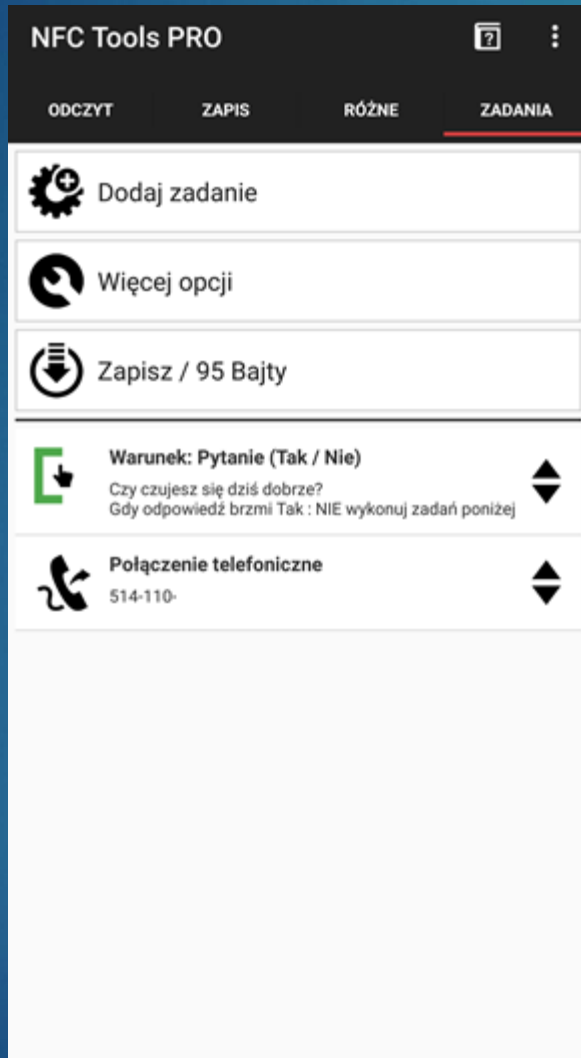 NFC Tools PRO
ODCZYT ZAPIS RÓŻNE ZADANIA
Dodaj zadanie
Więcej opcji
Zapisz / 95 Bajty
Warunek: Pytanie (Tak / Nie)
Czy czujesz się dziś dobrze?
Gdy odpowiedź brzmi Tak : NIE wykonuj zadań poniżej
Połączenie telefoniczne
514-110-